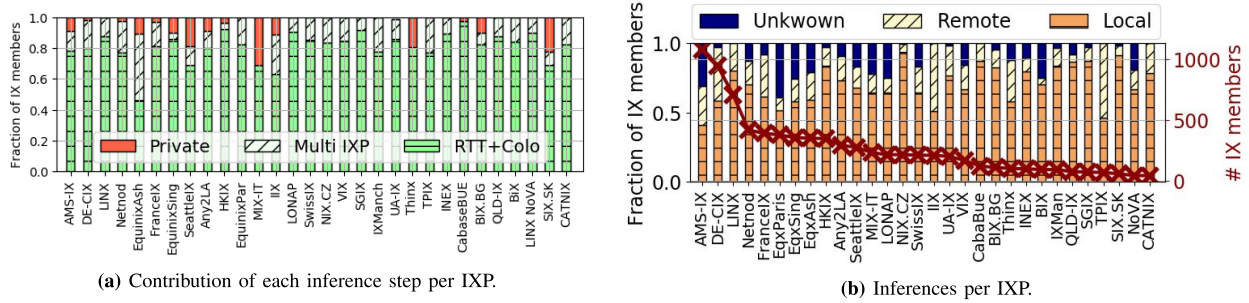 Fraction of IX members
1.0
0.8
0.6
0.4
0.2
0.0
Private Multi IXP RTT+Colo
AMS-IX DE-CIX LINX Netnod EquinixAsh FranceIX EquinixSing SeattleIX Any2LA HKIX EquinixPar MIX-IT IIX LONAP SwissIX NIX.CZ VIX SGIX IXManch UA-IX ThinX TPIX INEX CabaseBUE BIX.BG QLD-IX BiX LINX NoVA SIX.SK CATNIX
(a) Contribution of each inference step per IXP.
Unkwown Remote Local
Fraction of IX members
1.0
0.5
0.0
1000
500
0
# IX members
AMS-IX DE-CIX LINX Netnod FranceIX EqxParis EqxSing EqxAsh HKIX Any2LA SeattleIX MIX-IT LONAP NIX.CZ SwissIX IIX UA-IX VIX CabaBue BIX.BG ThinX INEX BIX IXMan QLD-IX SGIX TPIX SIX.SK NoVA CATNIX
(b) Inferences per IXP.